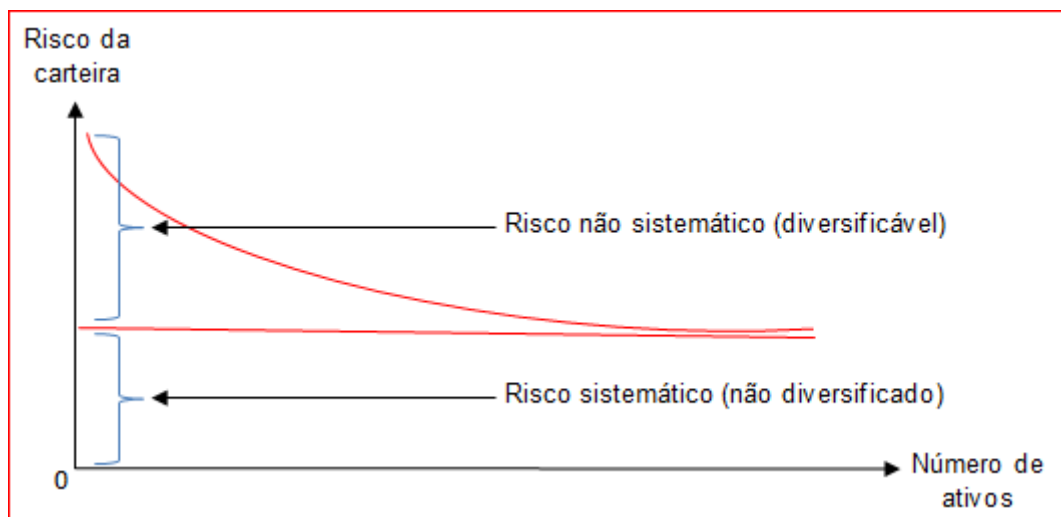 Risco da
carteira
Risco não sistemático (diversificável)
Risco sistemático (não diversificado)
0
Número de
ativos